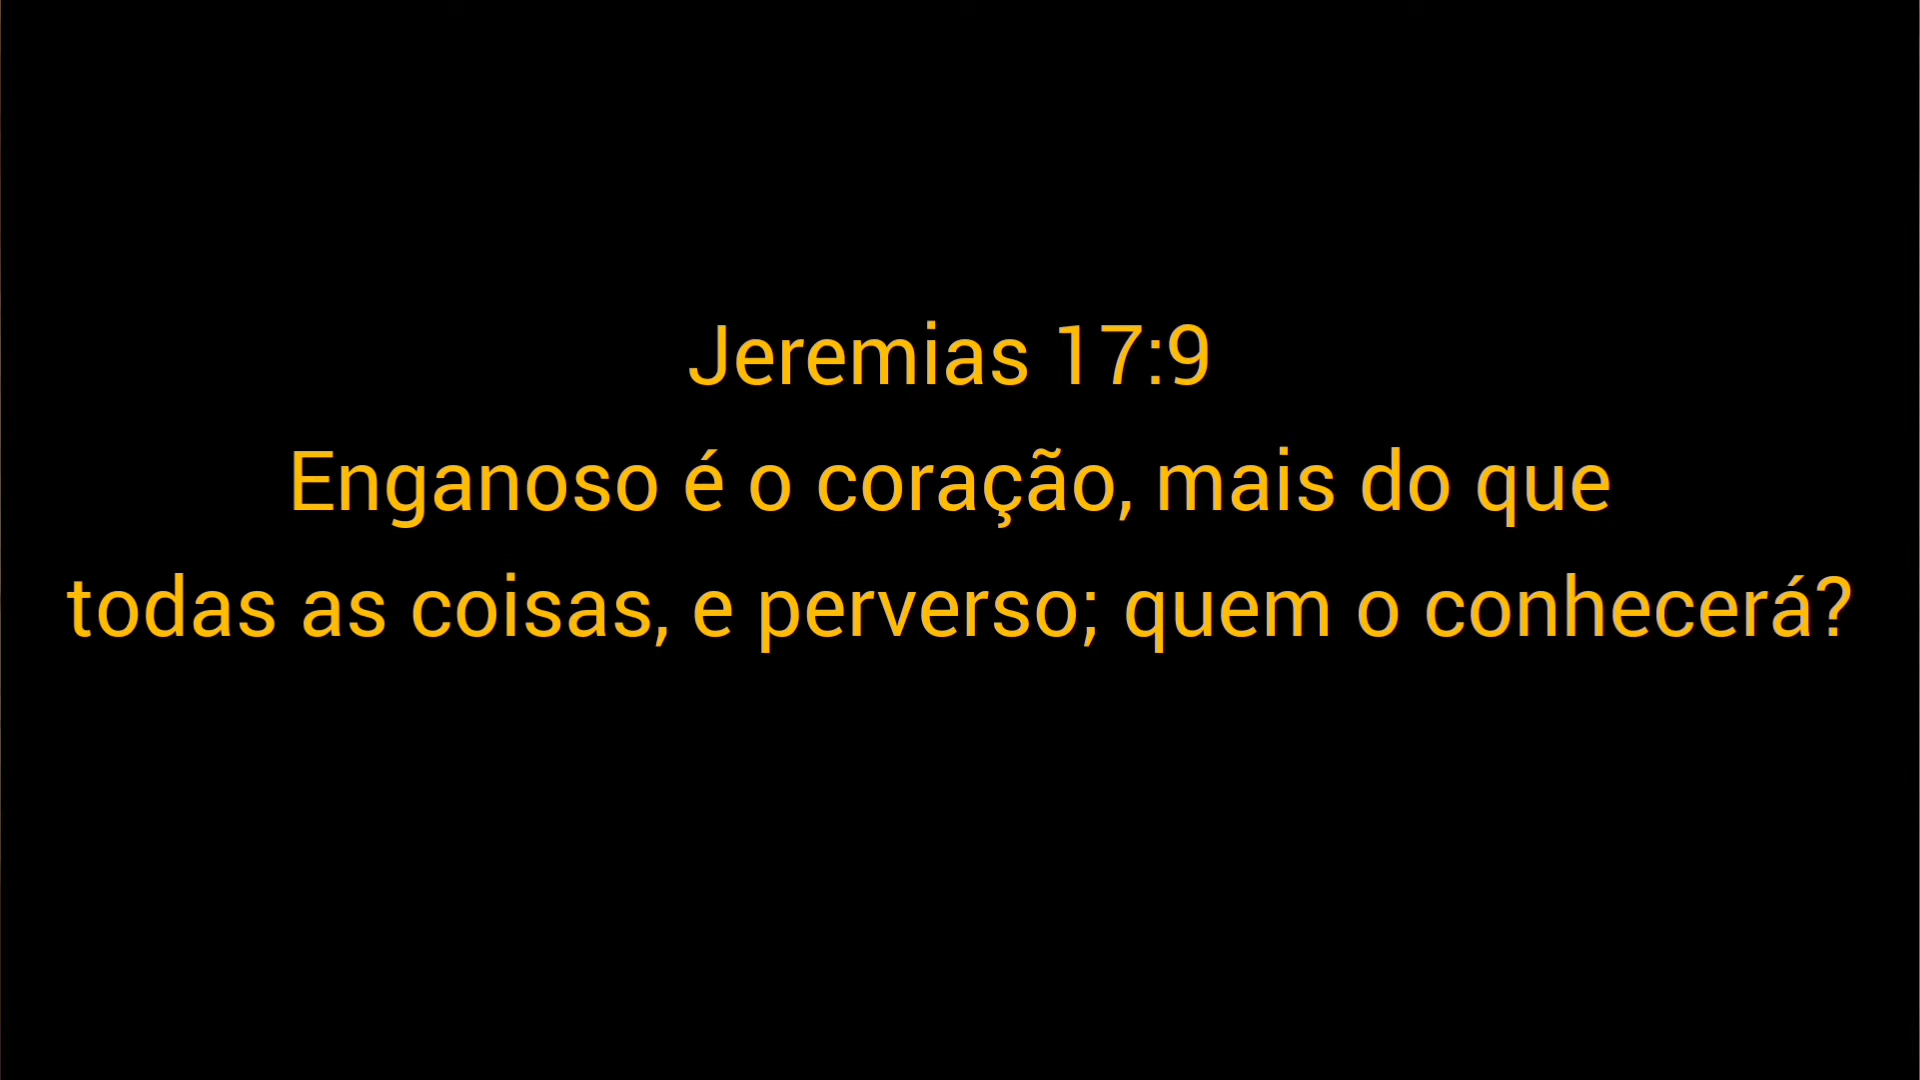 Jeremias 17:9
Enganoso é o coração, mais do que
todas as coisas, e perverso; quem o conhecerá?